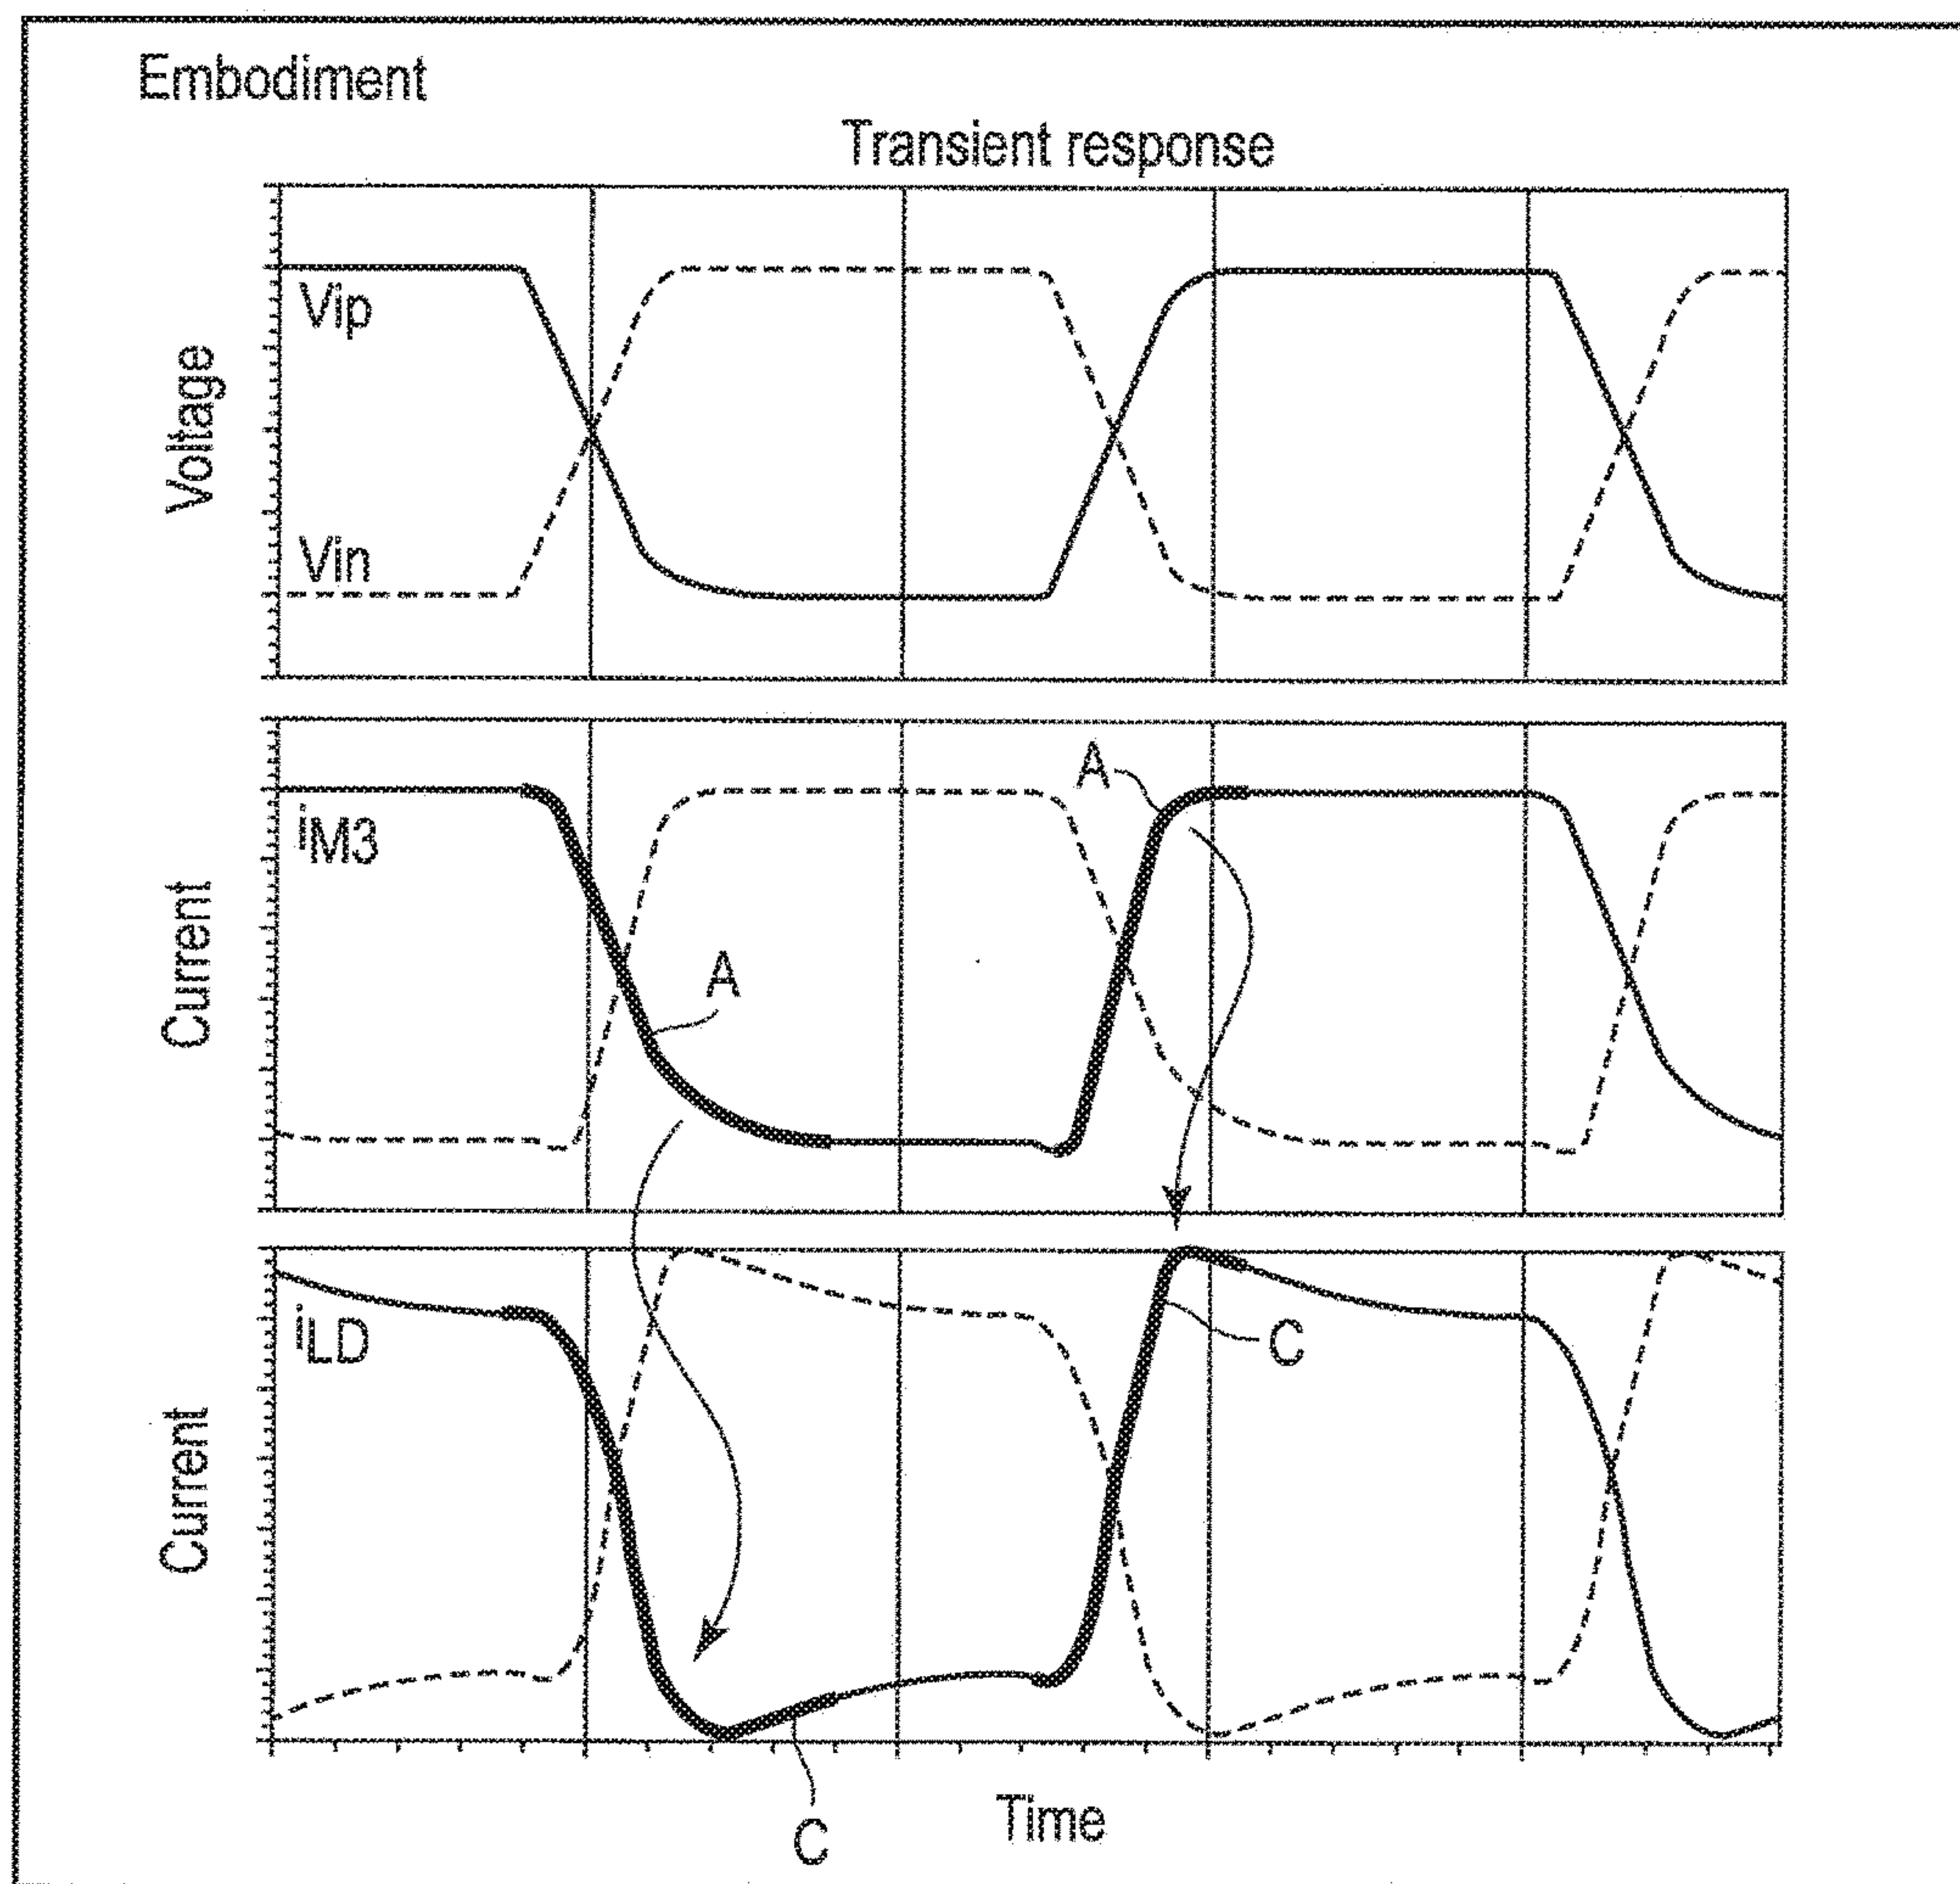 Embodiment
Transient response
Voltage
Vip
Vin
Current
iM3
A
A
Current
iLD
C
C
Time